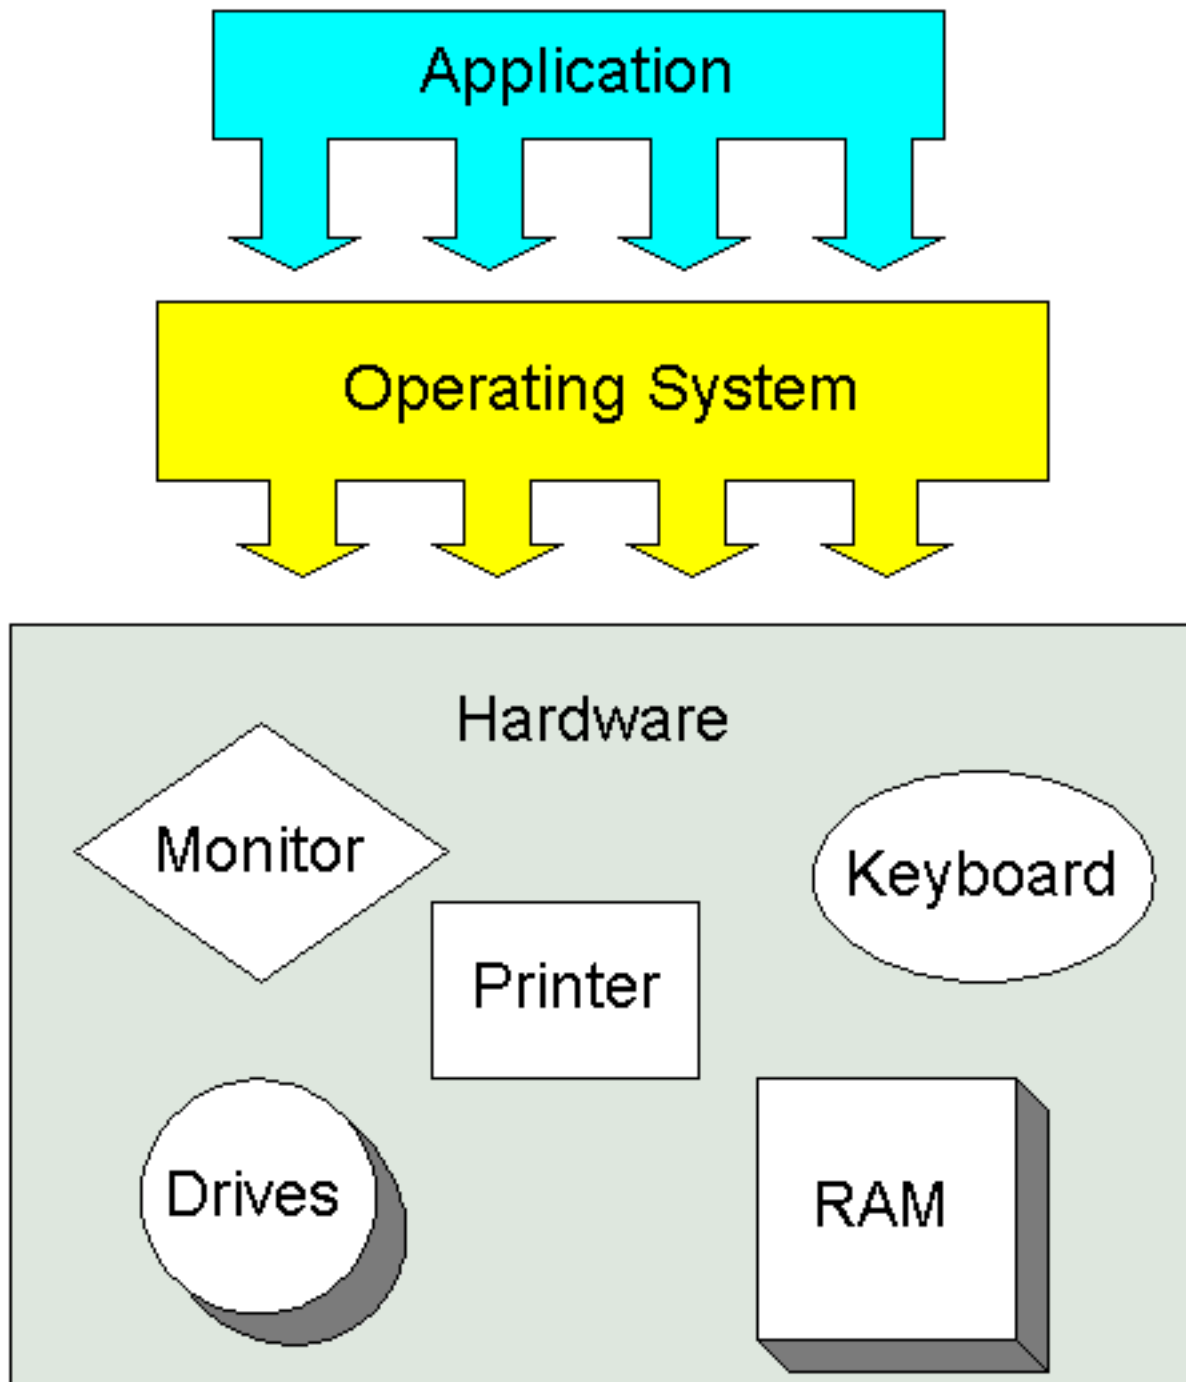 Application
Operating System
Hardware
Monitor
Keyboard
Printer
Drives
RAM